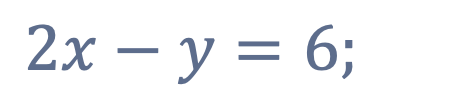 2x − y = 6;